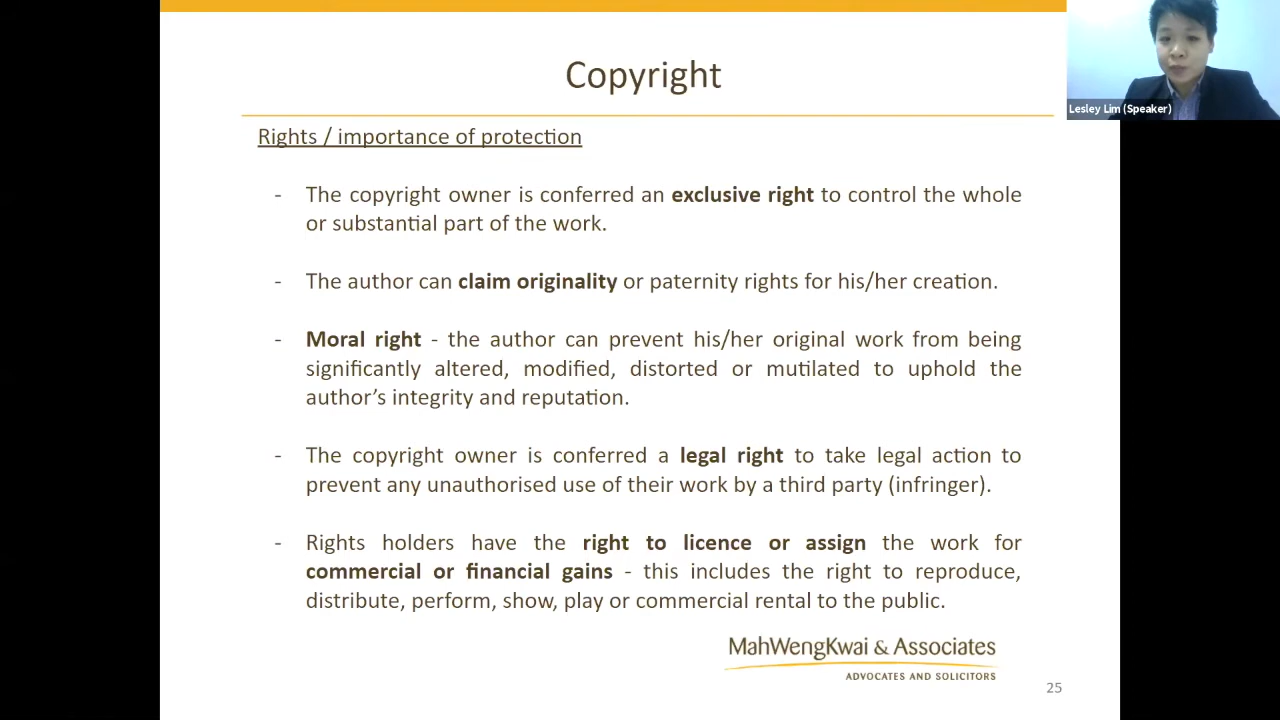 Copyright
Lesley Lim (Speaker)
Rights / importance of protection
- The copyright owner is conferred an exclusive right to control the whole
or substantial part of the work.
- The author can claim originality or paternity rights for his/her creation.
- Moral right - the author can prevent his/her original work from being
significantly altered, modified, distorted or mutilated to uphold the
author's integrity and reputation.
- The copyright owner is conferred a legal right to take legal action to
prevent any unauthorised use of their work by a third party (infringer).
- Rights holders have the right to licence or assign the work for
commercial or financial gains - this includes the right to reproduce,
distribute, perform, show, play or commercial rental to the public.
MahWengKwai & Associates
ADVOCATES AND SOLICITORS
25